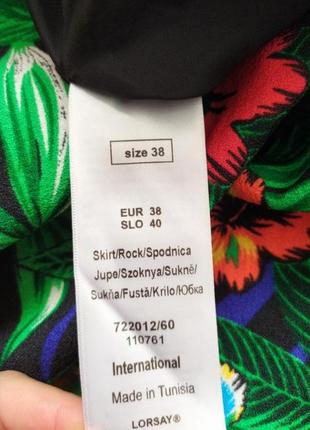 size 38
EUR 38
SLO 40
Skirt/Rock/Spodnica
Jupe/Szoknya/Sukně/
Sukňa/Fustă/Krilo/Юбка
722012/60
110761
International
Made in Tunisia
LORSAY®